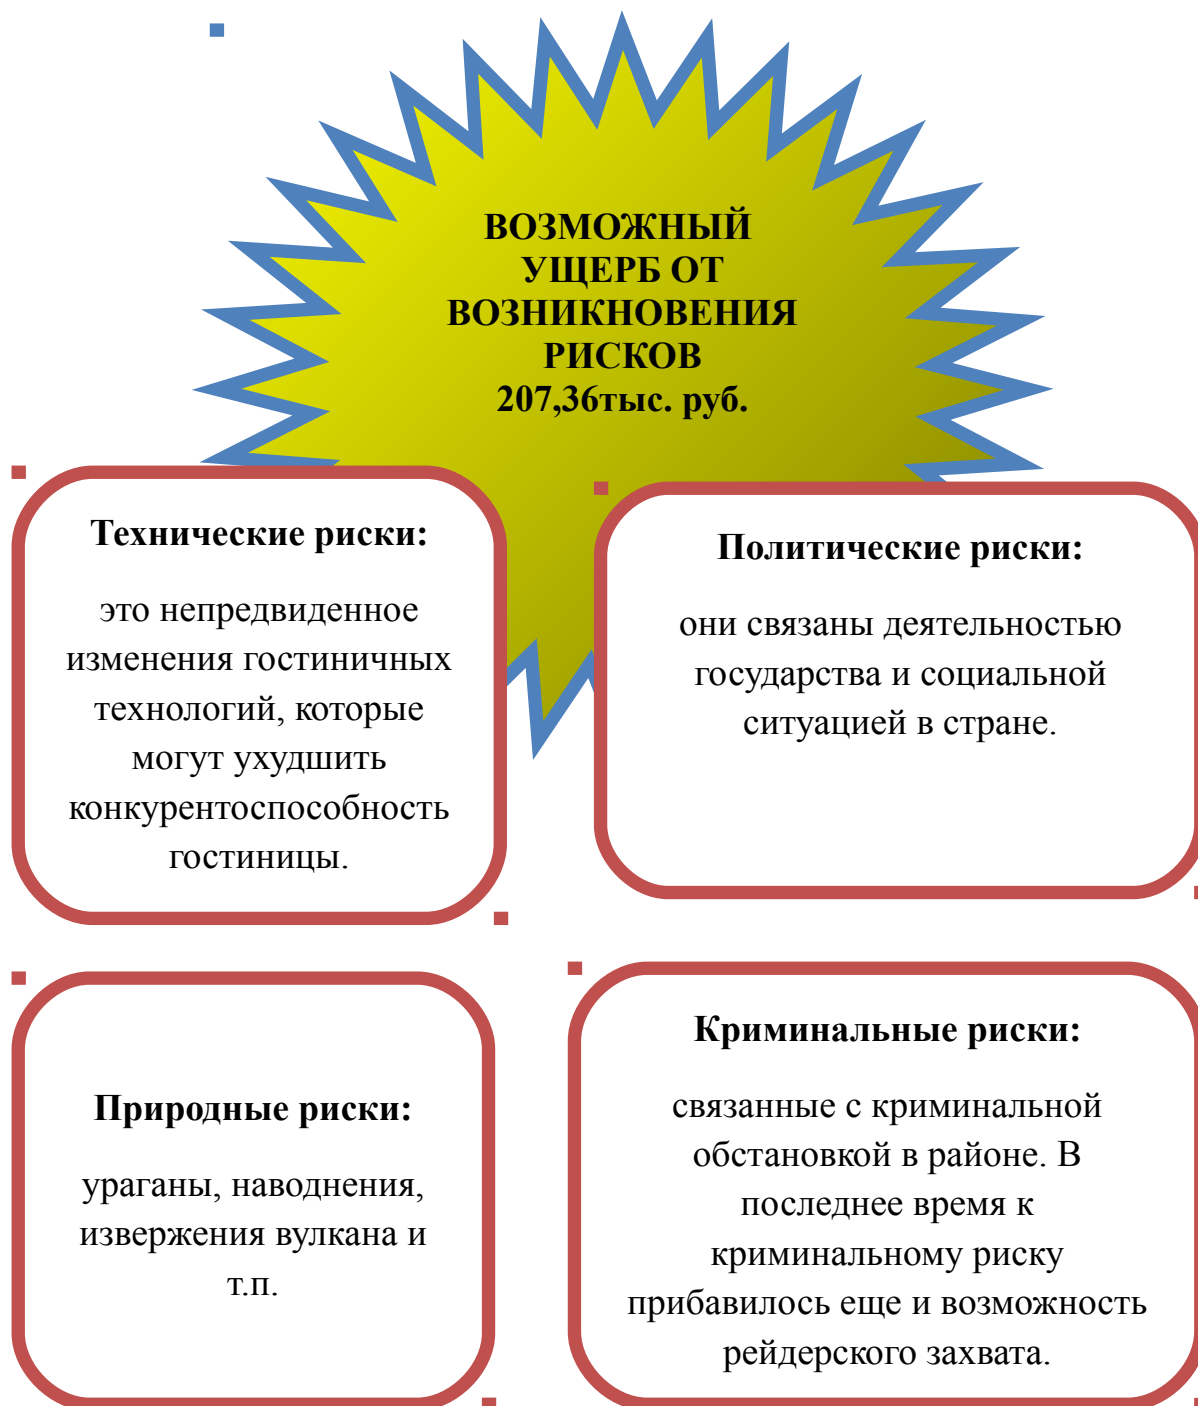 ВОЗМОЖНЫЙ
УЩЕРБ ОТ
ВОЗНИКНОВЕНИЯ
РИСКОВ
207,36тыс. руб.
Технические риски:
это непредвиденное
изменения гостиничных
технологий, которые
могут ухудшить
конкурентоспособность
гостиницы.
Политические риски:
они связаны деятельностью
государства и социальной
ситуацией в стране.
Природные риски:
ураганы, наводнения,
извержения вулкана и
т.п.
Криминальные риски:
связанные с криминальной
обстановкой в районе. В
последнее время к
криминальному риску
прибавилось еще и возможность
рейдерского захвата.